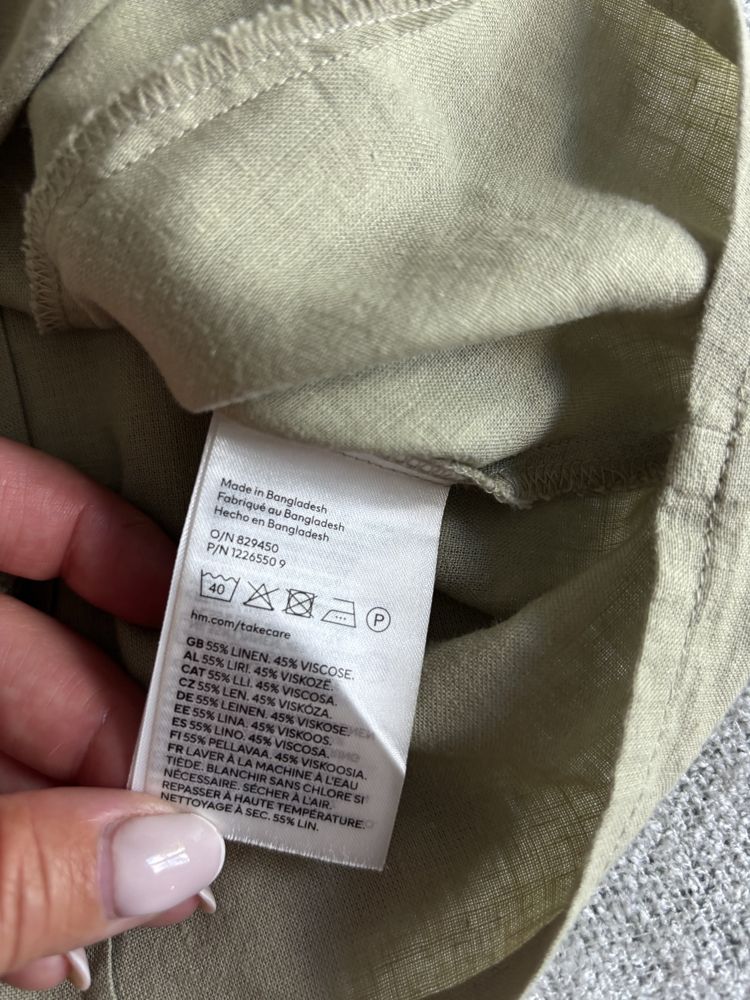 Made in Bangladesh
Fabriqué au Bangladesh
Hecho en Bangladesh
O/N 829450
P/N 1226550 9
40 P
hm.com/takecare
GB 55% LINEN. 45% VISCOSE.
AL 55% LIRI. 45% VISKOZË.
CAT 55% LLI. 45% VISCOSA.
CZ 55% LEN. 45% VISKÓZA.
DE 55% LEINEN. 45% VISKOSE.
EE 55% LINA. 45% VISKOOS.
ES 55% LINO. 45% VISCOSA.
FI 55% PELLAVAA. 45% VISKOOSIA.
FR LAVER À LA MACHINE À L'EAU
TIÈDE. BLANCHIR SANS CHLORE SI
NÉCESSAIRE. SÉCHER À L'AIR.
REPASSER À HAUTE TEMPÉRATURE.
NETTOYAGE À SEC. 55% LIN.